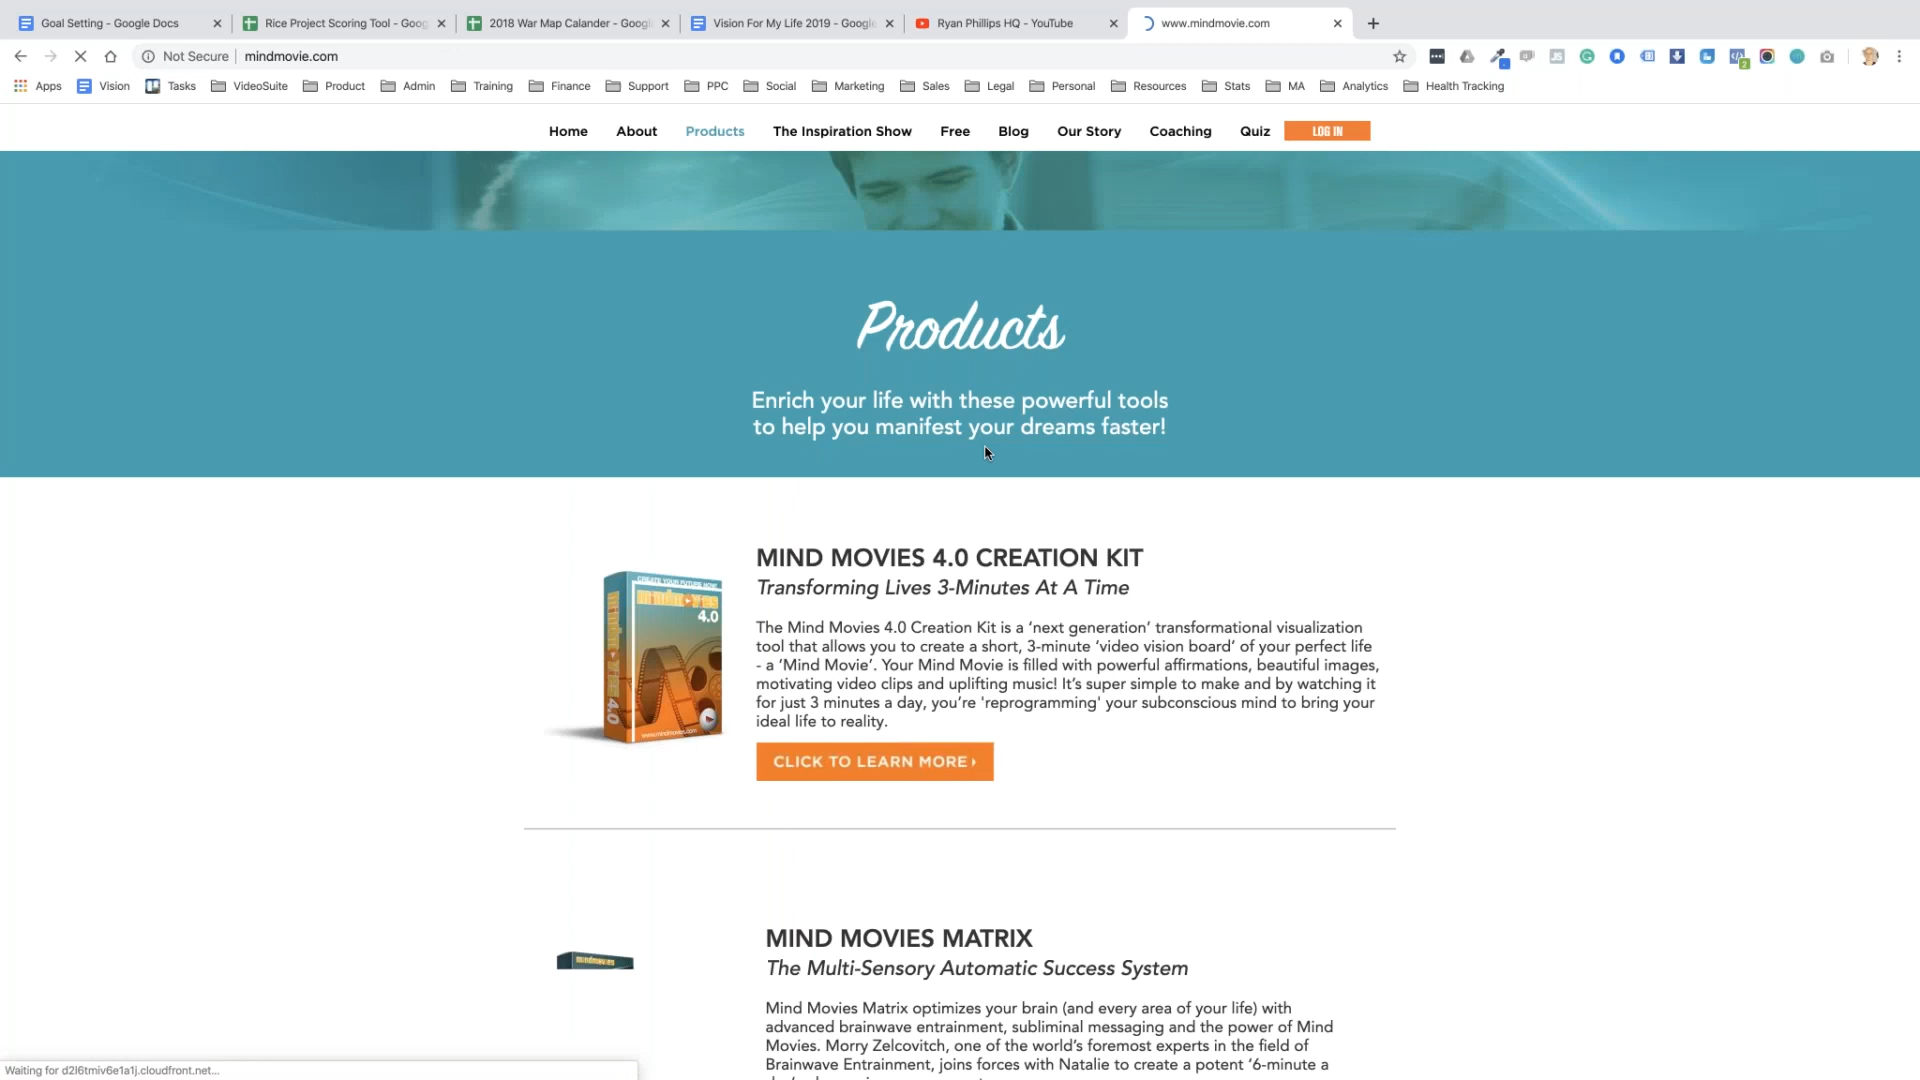 Goal Setting - Google Docs
Rice Project Scoring Tool - Goog
2018 War Map Calander - Googl
Vision For My Life 2019 - Google
Ryan Phillips HQ - YouTube
www.mindmovie.com
Not Secure
mindmovie.com
Apps
Vision
Tasks
VideoSuite
Product
Admin
Training
Finance
Support
PPC
Social
Marketing
Sales
Legal
Personal
Resources
Stats
MA
Analytics
Health Tracking
Home
About
Products
The Inspiration Show
Free
Blog
Our Story
Coaching
Quiz
LOG IN
Products
Enrich your life with these powerful tools
to help you manifest your dreams faster!
CREATE YOUR FUTURE NOW!
4.0
www.mindmovies.com
MIND MOVIES 4.0 CREATION KIT
Transforming Lives 3-Minutes At A Time
The Mind Movies 4.0 Creation Kit is a ‘next generation’ transformational visualization
tool that allows you to create a short, 3-minute ‘video vision board’ of your perfect life
- a ‘Mind Movie’. Your Mind Movie is filled with powerful affirmations, beautiful images,
motivating video clips and uplifting music! It’s super simple to make and by watching it
for just 3 minutes a day, you’re 'reprogramming' your subconscious mind to bring your
ideal life to reality.
CLICK TO LEARN MORE
mindmovies
MIND MOVIES MATRIX
The Multi-Sensory Automatic Success System
Mind Movies Matrix optimizes your brain (and every area of your life) with
advanced brainwave entrainment, subliminal messaging and the power of Mind
Movies. Morry Zelcovitch, one of the world’s foremost experts in the field of
Brainwave Entrainment, joins forces with Natalie to create a potent ‘6-minute a
Waiting for d2l6tmiv6e1a1j.cloudfront.net...